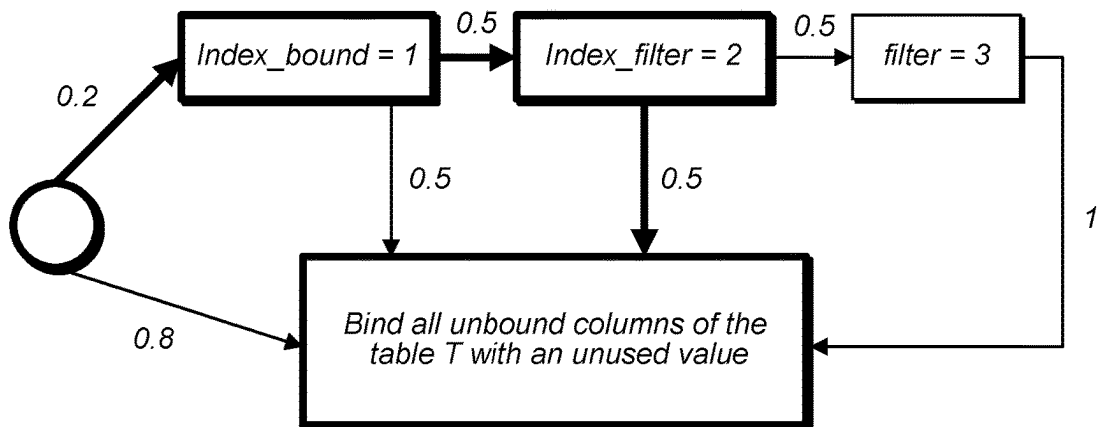 0.5
0.5
Index_bound = 1
Index_filter = 2
filter = 3
0.2
0.5
0.5
1
0.8
Bind all unbound columns of the
table T with an unused value